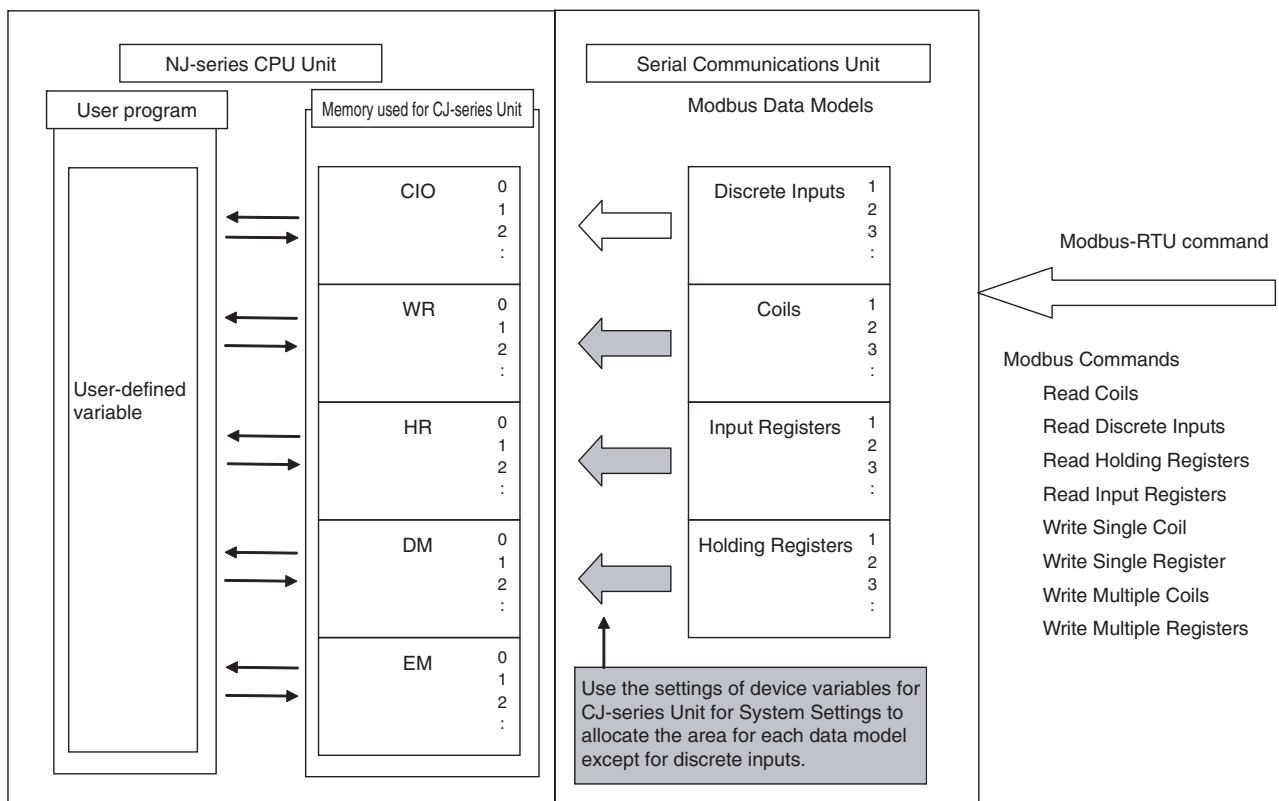 NJ-series CPU Unit
User program
Memory used for CJ-series Unit
User-defined
variable
CIO
0
1
2
:
WR
0
1
2
:
HR
0
1
2
:
DM
0
1
2
:
EM
0
1
2
:
Serial Communications Unit
Modbus Data Models
Discrete Inputs
1
2
3
:
Coils
1
2
3
:
Input Registers
1
2
3
:
Holding Registers
1
2
3
:
Use the settings of device variables for
CJ-series Unit for System Settings to
allocate the area for each data model
except for discrete inputs.
Modbus-RTU command
Modbus Commands
Read Coils
Read Discrete Inputs
Read Holding Registers
Read Input Registers
Write Single Coil
Write Single Register
Write Multiple Coils
Write Multiple Registers